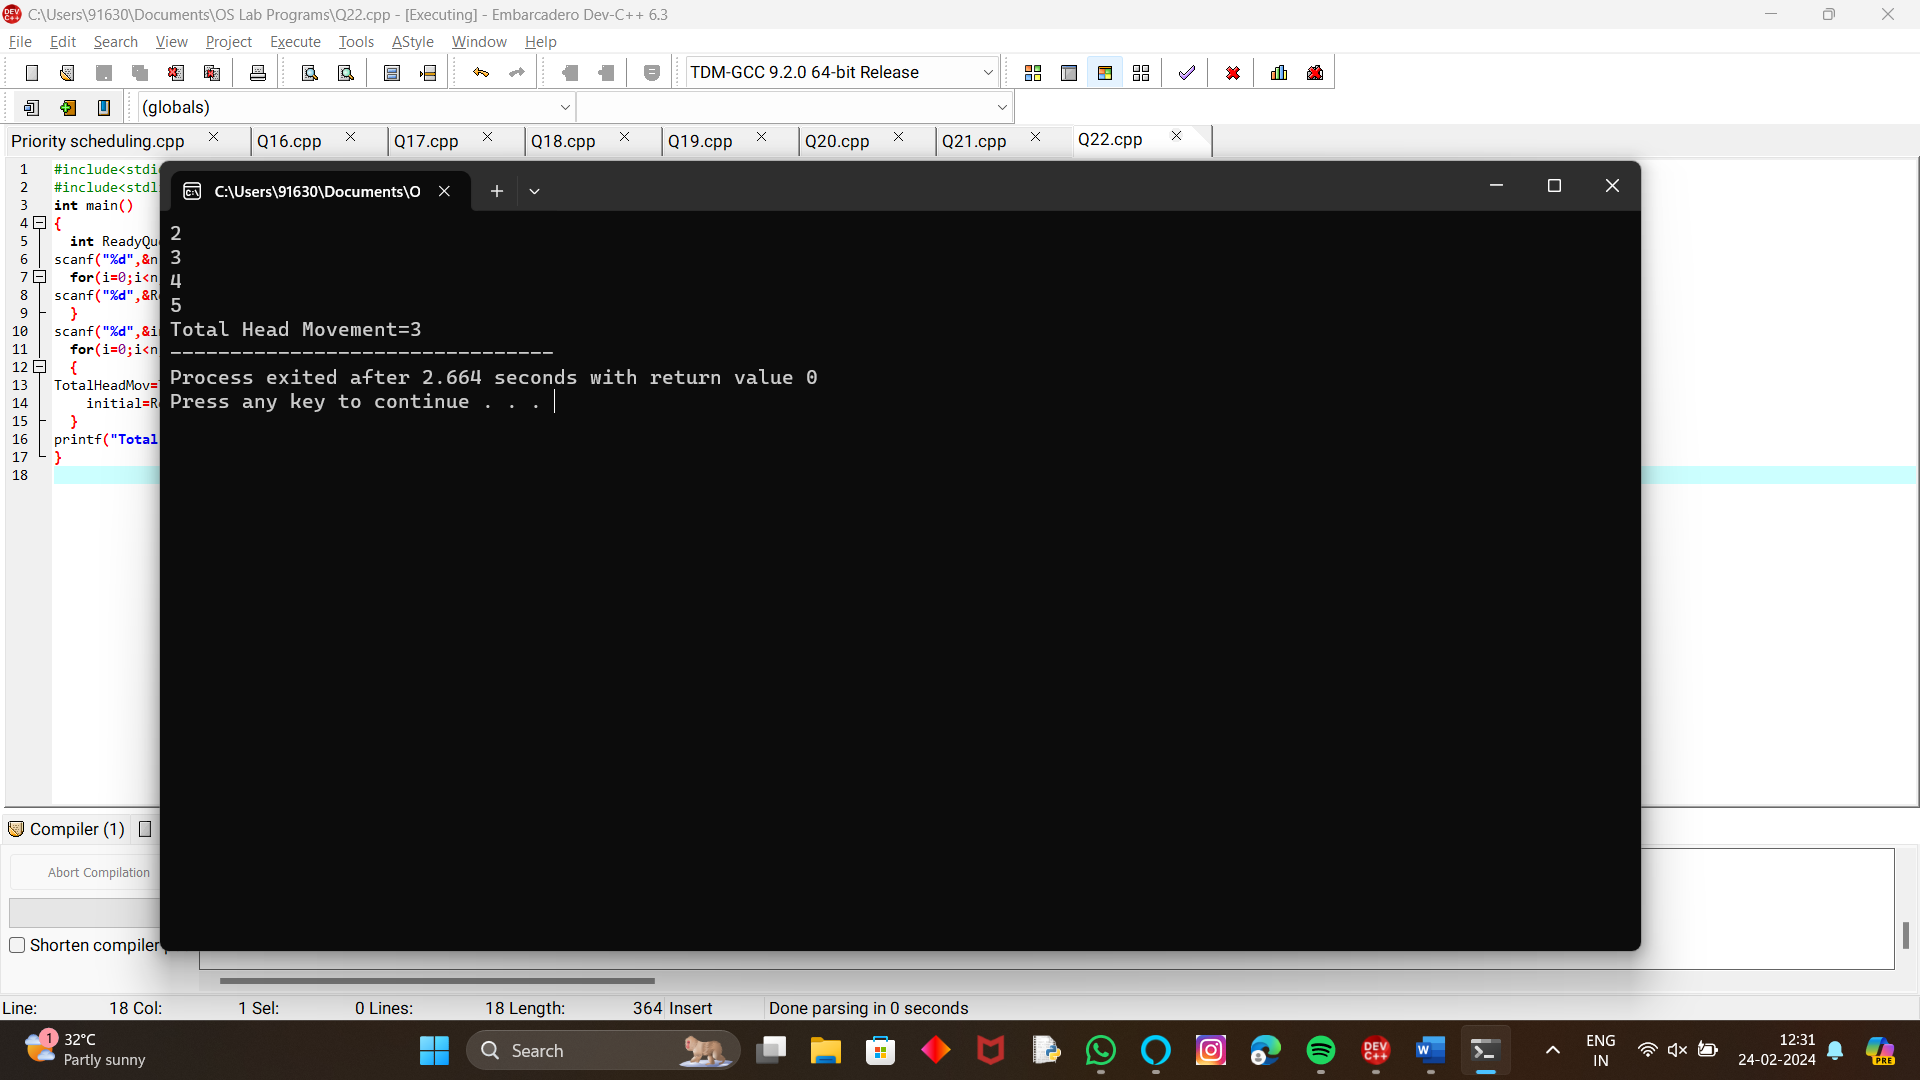 C:\Users\91630\Documents\OS Lab Programs\Q22.cpp - [Executing] - Embarcadero Dev-C++ 6.3
File Edit Search View Project Execute Tools AStyle Window Help
TDM-GCC 9.2.0 64-bit Release
(globals)
Priority scheduling.cpp Q16.cpp Q17.cpp Q18.cpp Q19.cpp Q20.cpp Q21.cpp Q22.cpp
1 #include<stdi
2 #include<stdl
3 int main()
4 {
5 int ReadyQu
6 scanf("%d",&n
7 for(i=0;i<n
8 scanf("%d",&R
9 }
10 scanf("%d",&i
11 for(i=0;i<n
12 {
13 TotalHeadMov=
14 initial=R
15 }
16 printf("Total
17 }
18
C:\Users\91630\Documents\O
2
3
4
5
Total Head Movement=3
--------------------------------
Process exited after 2.664 seconds with return value 0
Press any key to continue . . .
Compiler (1)
Abort Compilation
Shorten compiler
Line: 18 Col: 1 Sel: 0 Lines: 18 Length: 364 Insert Done parsing in 0 seconds
1
32°C
Partly sunny
Search
DEV
C++
ENG
IN
12:31
24-02-2024
PRE